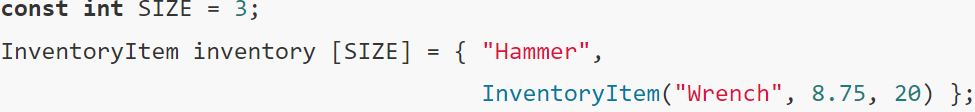 const int SIZE = 3;
InventoryItem inventory [SIZE] = { "Hammer",
InventoryItem("Wrench", 8.75, 20) };